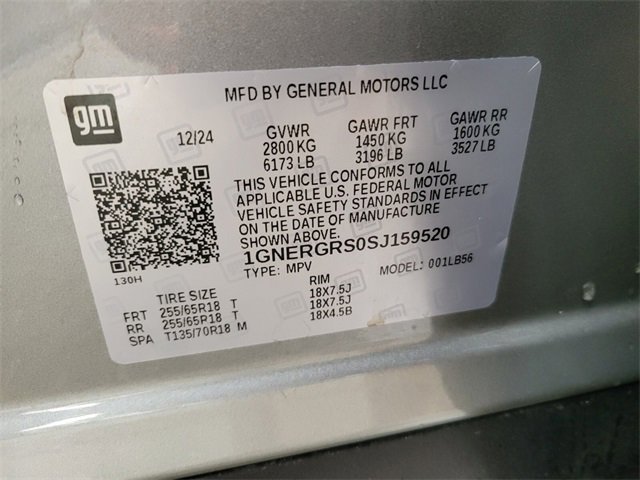 gm
MFD BY GENERAL MOTORS LLC
12/24
GVWR GAWR FRT GAWR RR
2800 KG 1450 KG 1600 KG
6173 LB 3196 LB 3527 LB
THIS VEHICLE CONFORMS TO ALL
APPLICABLE U.S. FEDERAL MOTOR
VEHICLE SAFETY STANDARDS IN EFFECT
ON THE DATE OF MANUFACTURE
SHOWN ABOVE
1GNERGRS0SJ159520
TYPE: MPV MODEL: 001LB56
130H
TIRE SIZE RIM
FRT 255/65R18 T 18X7.5J
RR 255/65R18 T 18X7.5J
SPA T135/70R18 M 18X4.5B